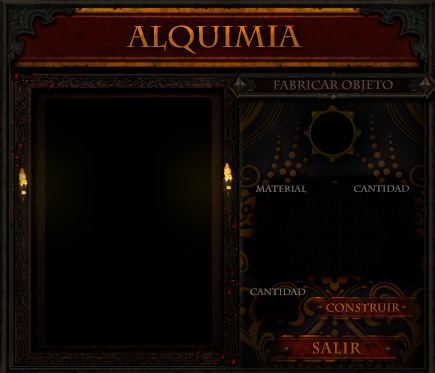 ALQUIMIA
FABRICAR OBJETO
MATERIAL CANTIDAD
CANTIDAD
CONSTRUIR
SALIR